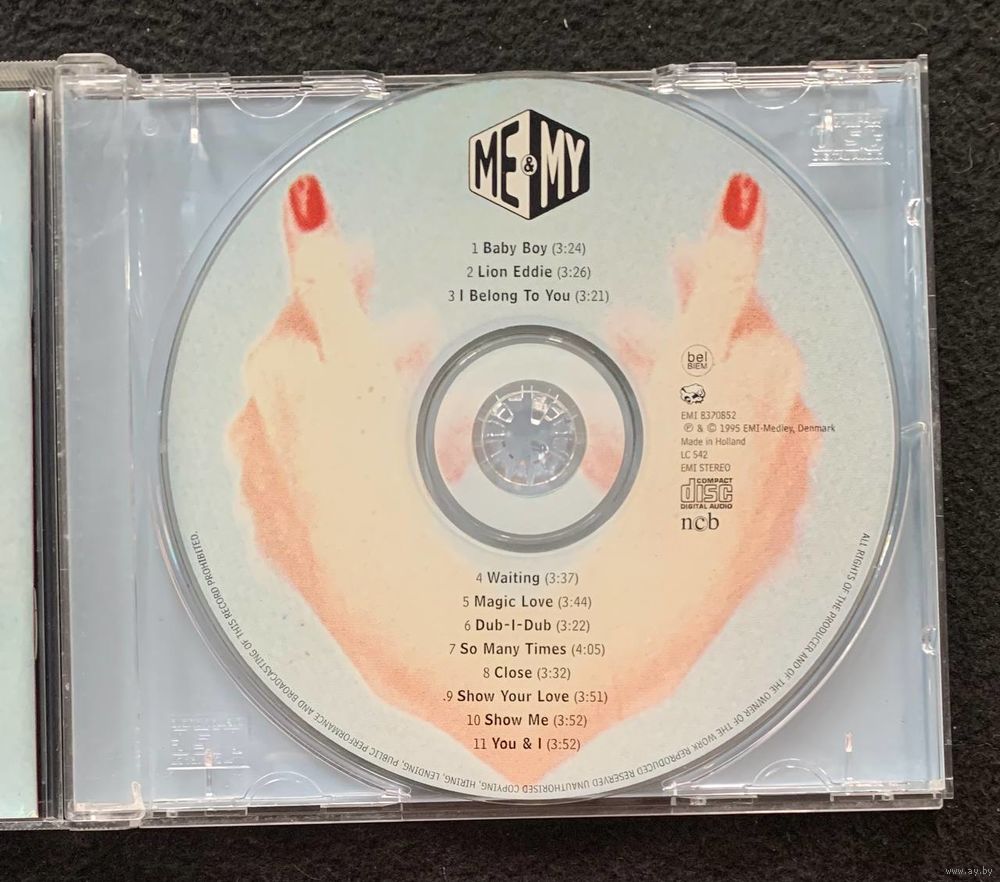 ME & MY
1 Baby Boy (3:24)
2 Lion Eddie (3:26)
3 I Belong To You (3:21)
bel
BIEM
EMI 8370852
℗ & © 1995 EMI-Medley, Denmark
Made in Holland
LC 542
EMI STEREO
COMPACT
disc
DIGITAL AUDIO
ncb
4 Waiting (3:37)
5 Magic Love (3:44)
6 Dub-I-Dub (3:22)
7 So Many Times (4:05)
8 Close (3:32)
9 Show Your Love (3:51)
10 Show Me (3:52)
11 You & I (3:52)
ALL RIGHTS OF THE PRODUCER AND OF THE OWNER OF THE WORK REPRODUCED RESERVED UNAUTHORISED COPYING, HIRING, LENDING, PUBLIC PERFORMANCE AND BROADCASTING OF THIS RECORD PROHIBITED.
DIGITAL AUDIO
www.ay.by